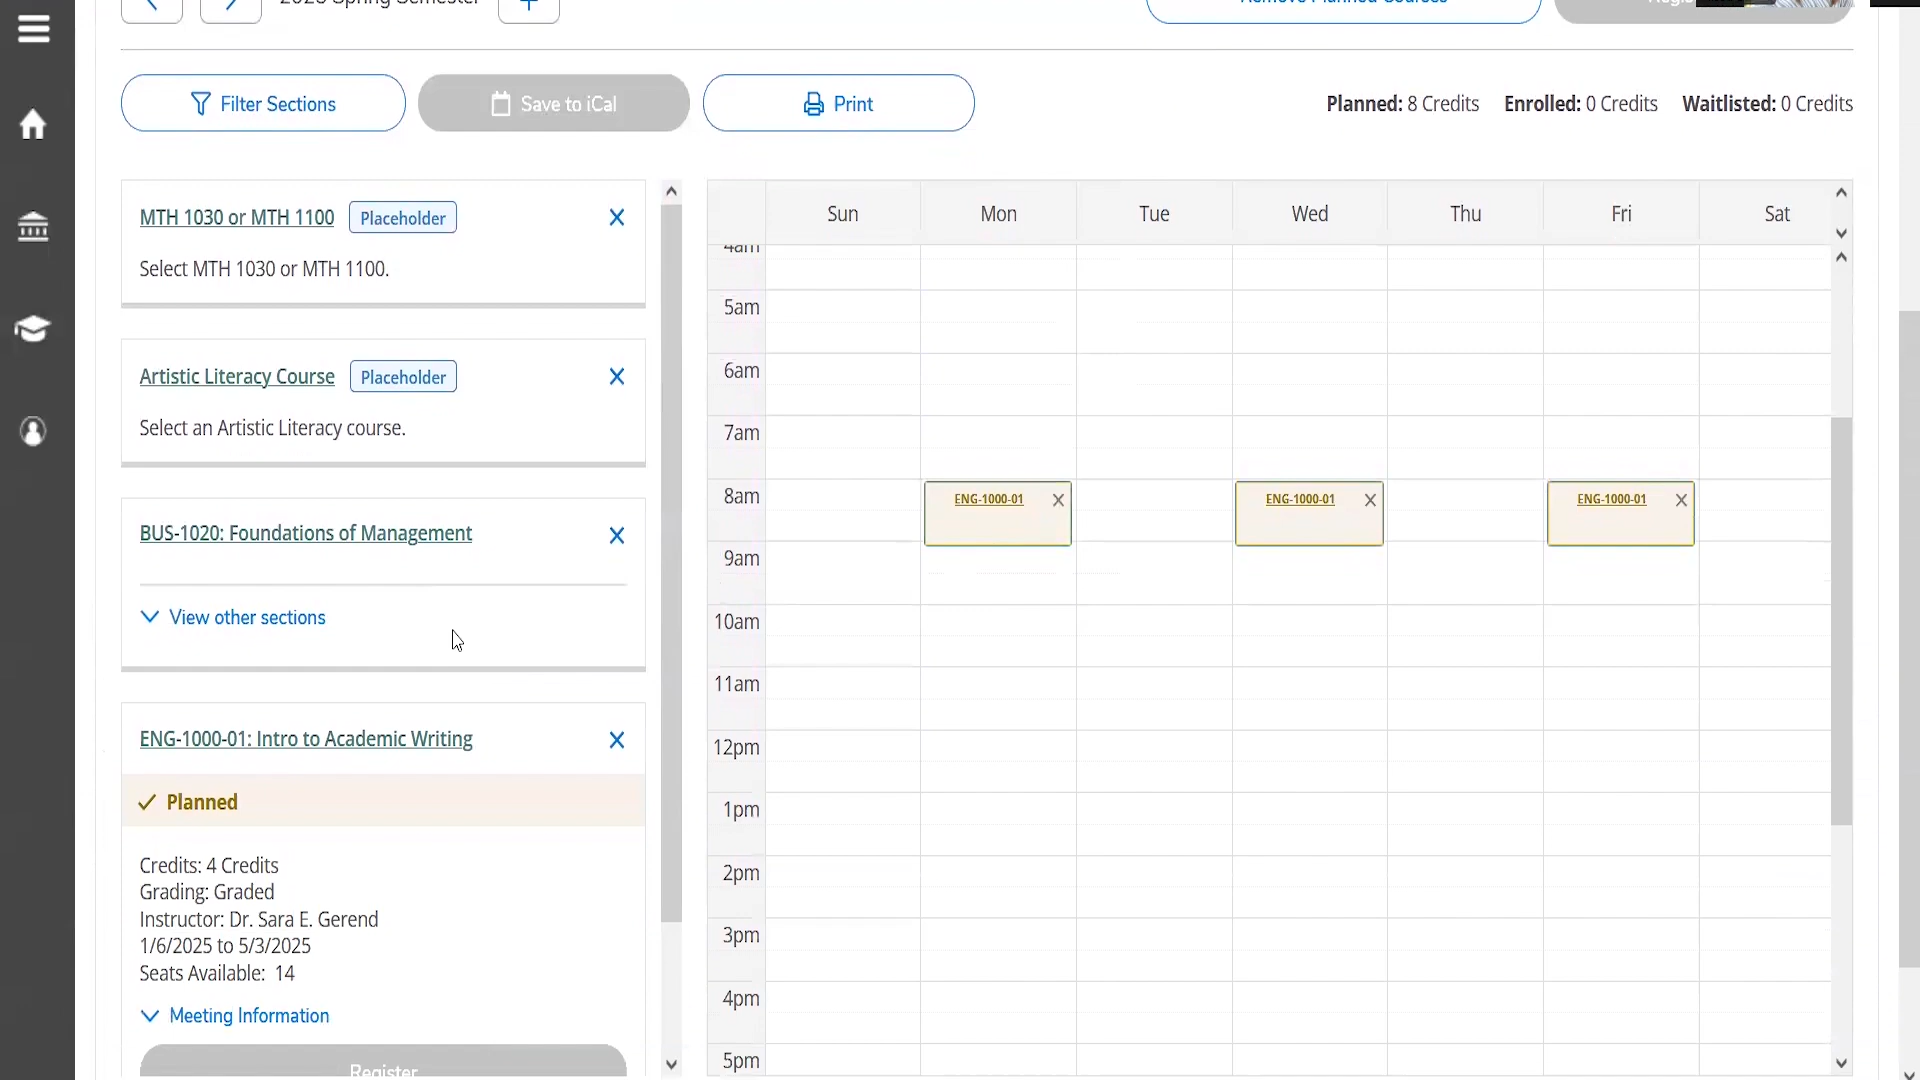 Filter Sections
Save to iCal
Print
Planned: 8 Credits Enrolled: 0 Credits Waitlisted: 0 Credits
MTH 1030 or MTH 1100 Placeholder
Select MTH 1030 or MTH 1100.
Artistic Literacy Course Placeholder
Select an Artistic Literacy course.
BUS-1020: Foundations of Management
View other sections
ENG-1000-01: Intro to Academic Writing
Planned
Credits: 4 Credits
Grading: Graded
Instructor: Dr. Sara E. Gerend
1/6/2025 to 5/3/2025
Seats Available: 14
Meeting Information
Register
Sun Mon Tue Wed Thu Fri Sat
4am
5am
6am
7am
8am
ENG-1000-01 ENG-1000-01 ENG-1000-01
9am
10am
11am
12pm
1pm
2pm
3pm
4pm
5pm